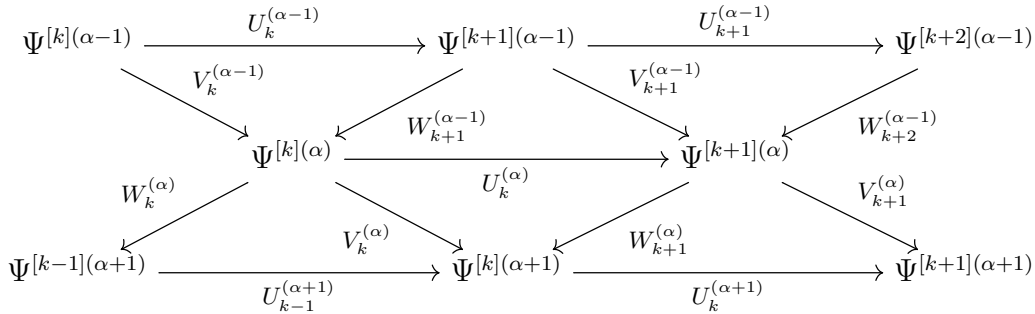 U_k^{(α−1)} U_{k+1}^{(α−1)}
Ψ^{[k](α−1)} Ψ^{[k+1](α−1)} Ψ^{[k+2](α−1)}
V_k^{(α−1)} W_{k+1}^{(α−1)} V_{k+1}^{(α−1)} W_{k+2}^{(α−1)}
Ψ^{[k](α)} Ψ^{[k+1](α)}
U_k^{(α)}
W_k^{(α)} V_k^{(α)} W_{k+1}^{(α)} V_{k+1}^{(α)}
Ψ^{[k−1](α+1)} Ψ^{[k](α+1)} Ψ^{[k+1](α+1)}
U_{k−1}^{(α+1)} U_k^{(α+1)}